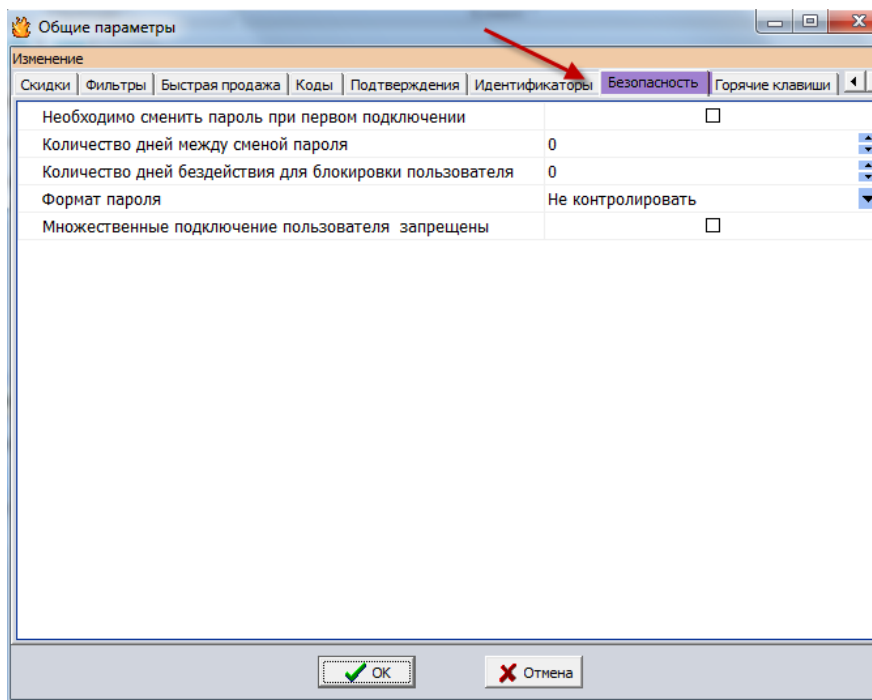 Общие параметры
Изменение
Скидки Фильтры Быстрая продажа Коды Подтверждения Идентификаторы Безопасность Горячие клавиши
Необходимо сменить пароль при первом подключении
Количество дней между сменой пароля 0
Количество дней бездействия для блокировки пользователя 0
Формат пароля Не контролировать
Множественные подключение пользователя запрещены
OK Отмена